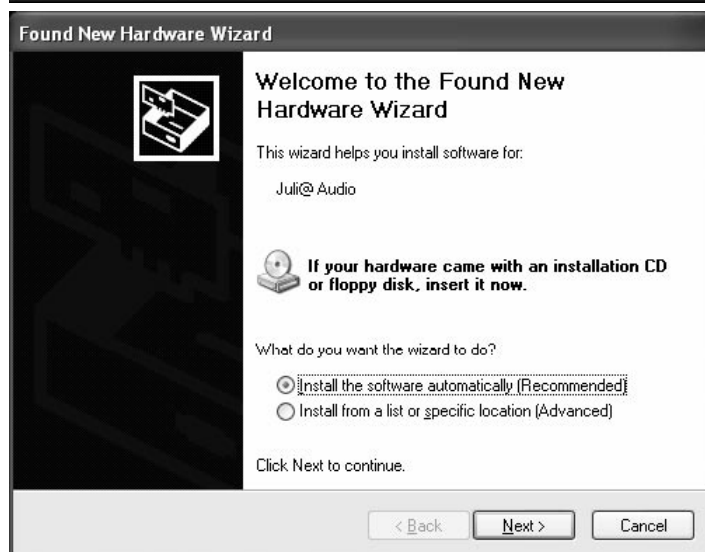 Found New Hardware Wizard
Welcome to the Found New
Hardware Wizard
This wizard helps you install software for:
Juli@ Audio
If your hardware came with an installation CD
or floppy disk, insert it now.
What do you want the wizard to do?
Install the software automatically (Recommended)
Install from a list or specific location (Advanced)
Click Next to continue.
< Back Next > Cancel